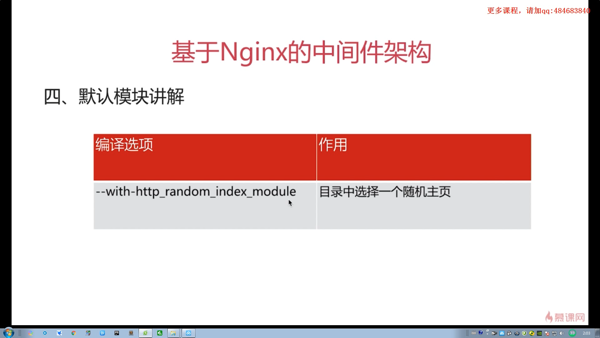 更多课程，请加qq:484683840
基于Nginx的中间件架构
四、默认模块讲解
编译选项 作用
--with-http_random_index_module 目录中选择一个随机主页
慕课网